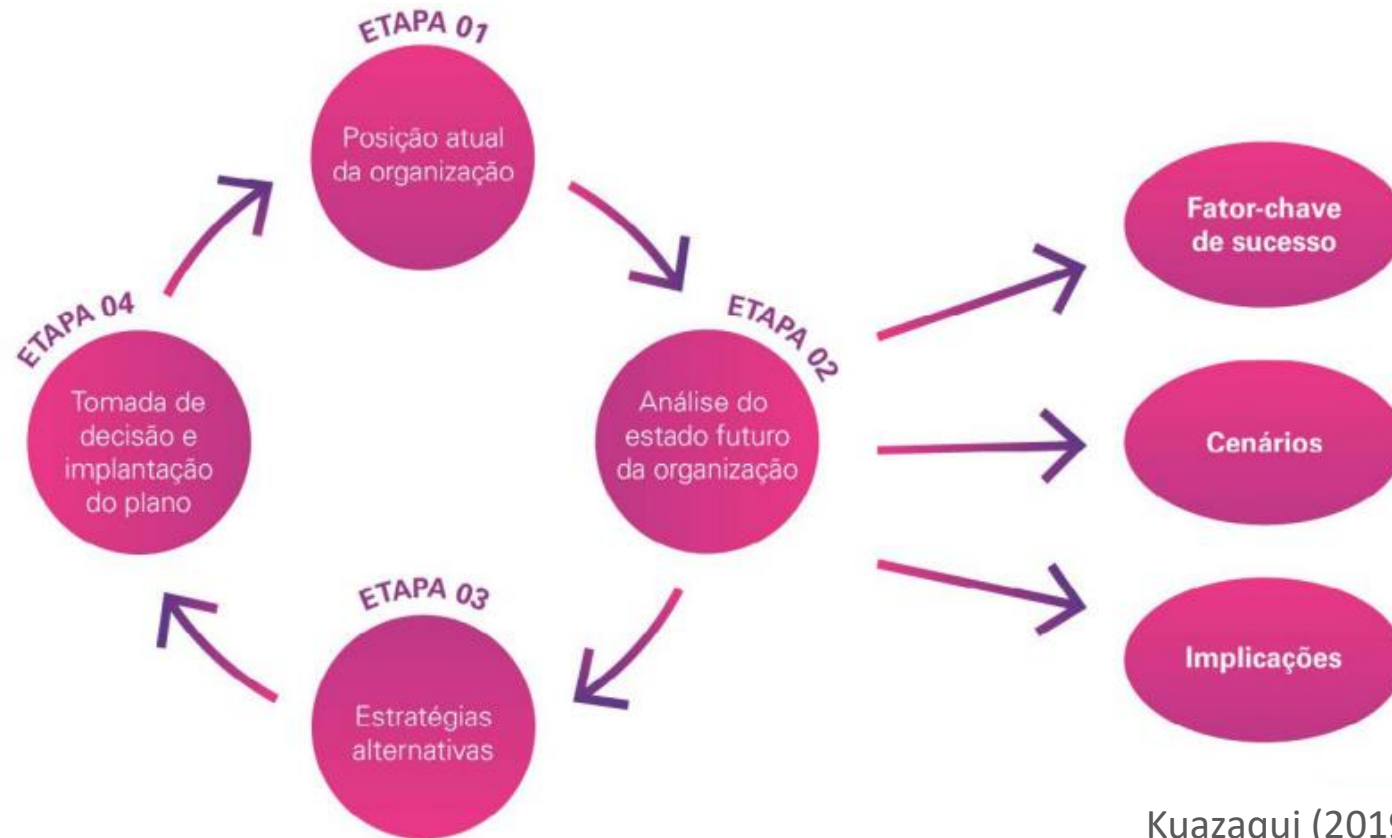 ETAPA 01
Posição atual
da organização
ETAPA 02
Análise do
estado futuro
da organização
Fator-chave
de sucesso
Cenários
Implicações
ETAPA 03
Estratégias
alternativas
ETAPA 04
Tomada de
decisão e
implantação
do plano
Kuazaqui (2019